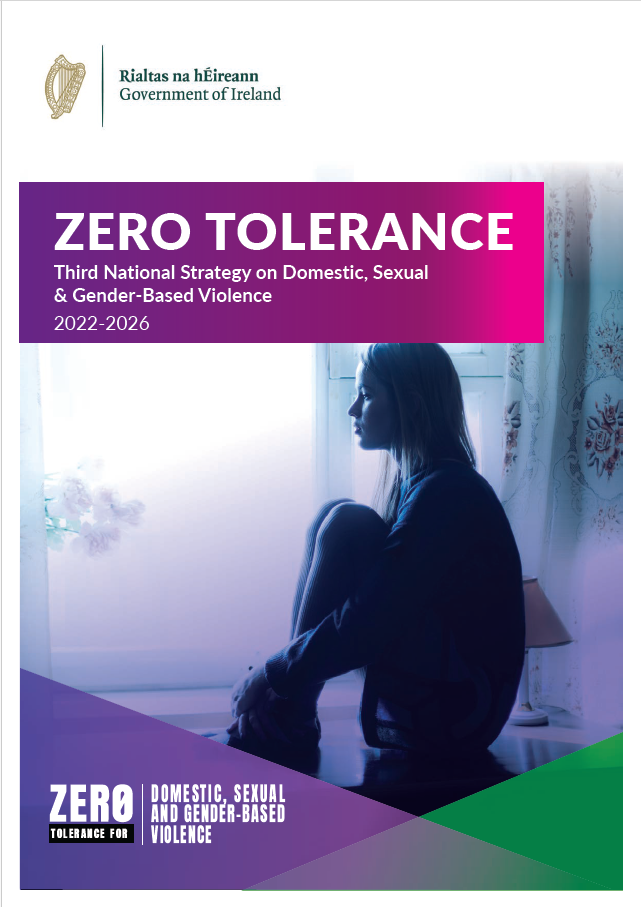 Rialtas na hÉireann
Government of Ireland
ZERO TOLERANCE
Third National Strategy on Domestic, Sexual
& Gender-Based Violence
2022-2026
ZERO
TOLERANCE FOR
DOMESTIC, SEXUAL
AND GENDER-BASED
VIOLENCE